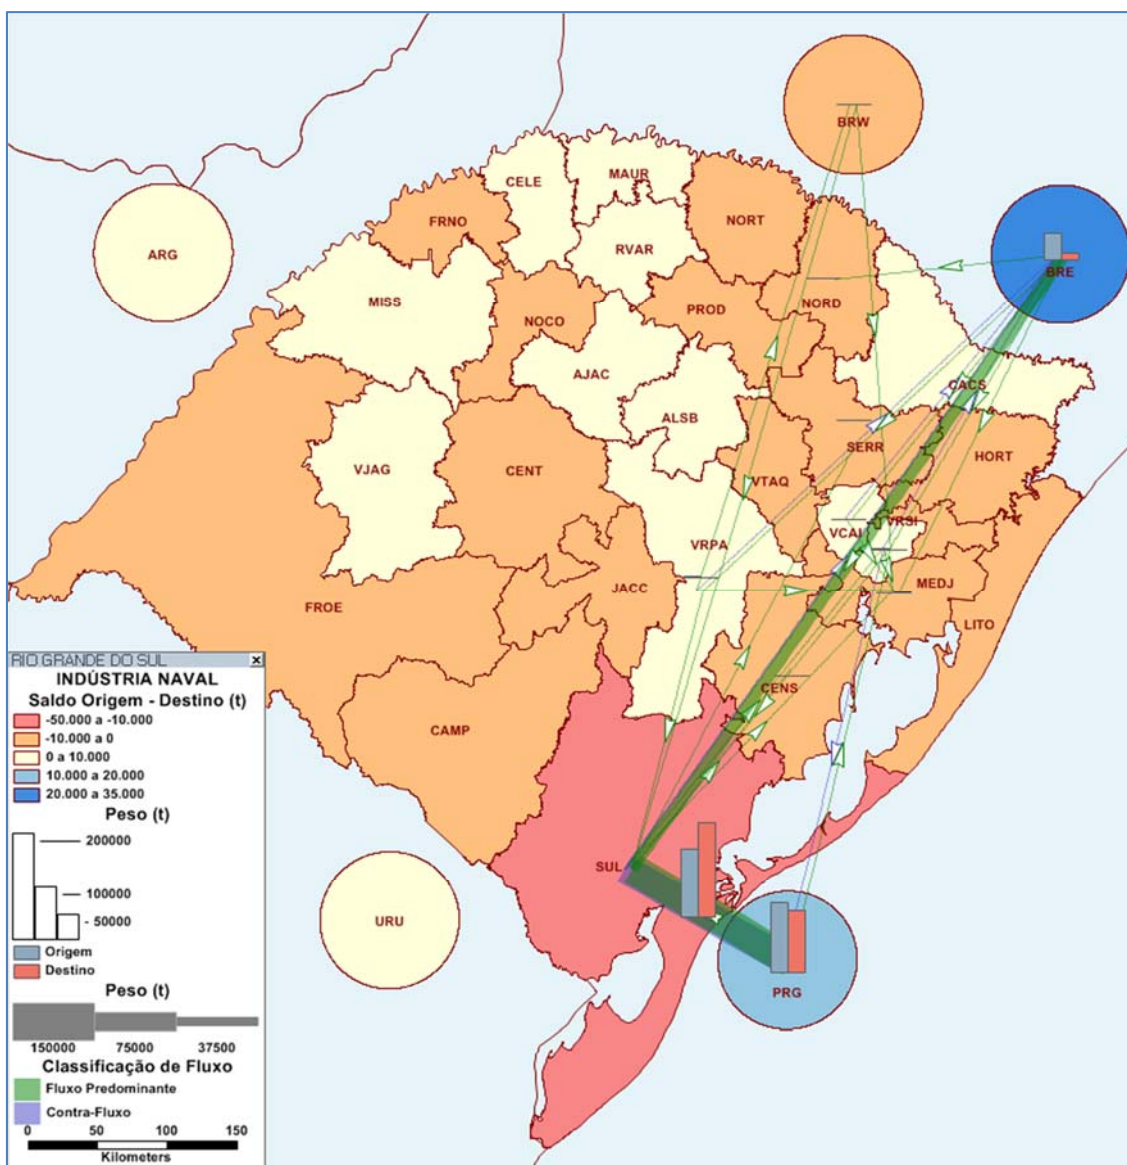 BRW
MAUR
CELE
NORT
FRNO
RVAR
ARG
BRE
MISS
NORD
PROD
NOCO
AJAC
CACS
ALSB
SERR
HORT
VJAG
CENT
VTAQ
VRSI
VCAI
VRPA
MEDJ
JACC
FROE
LITO
CENS
CAMP
SUL
URU
PRG
RIO GRANDE DO SUL x
INDÚSTRIA NAVAL
Saldo Origem - Destino (t)
-50.000 a -10.000
-10.000 a 0
0 a 10.000
10.000 a 20.000
20.000 a 35.000
Peso (t)
200000
100000
50000
Origem
Destino
Peso (t)
150000 75000 37500
Classificação de Fluxo
Fluxo Predominante
Contra-Fluxo
0 50 100 150
Kilometers